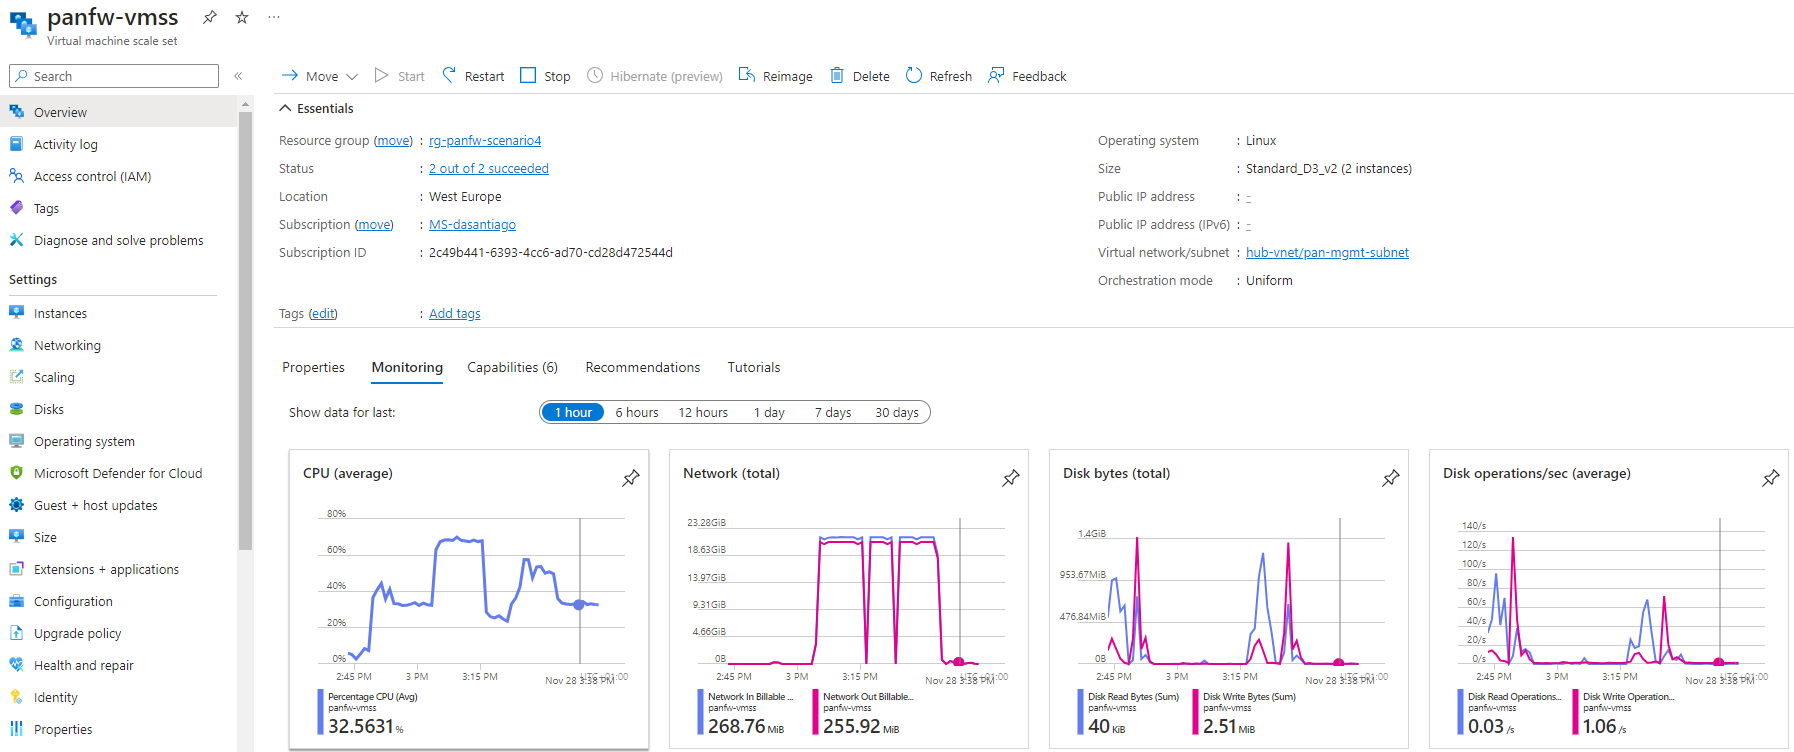 panfw-vmss
Virtual machine scale set
Search
Move
Start
Restart
Stop
Hibernate (preview)
Reimage
Delete
Refresh
Feedback
Overview
Activity log
Access control (IAM)
Tags
Diagnose and solve problems
Settings
Instances
Networking
Scaling
Disks
Operating system
Microsoft Defender for Cloud
Guest + host updates
Size
Extensions + applications
Configuration
Upgrade policy
Health and repair
Identity
Properties
Essentials
Resource group (move) : rg-panfw-scenario4
Status : 2 out of 2 succeeded
Location : West Europe
Subscription (move) : MS-dasantiago
Subscription ID : 2c49b441-6393-4cc6-ad70-cd28d472544d
Operating system : Linux
Size : Standard_D3_v2 (2 instances)
Public IP address : -
Public IP address (IPv6) : -
Virtual network/subnet : hub-vnet/pan-mgmt-subnet
Orchestration mode : Uniform
Tags (edit) : Add tags
Properties Monitoring Capabilities (6) Recommendations Tutorials
Show data for last: 1 hour 6 hours 12 hours 1 day 7 days 30 days
CPU (average)
80%
60%
40%
20%
0%
2:45 PM 3 PM 3:15 PM Nov 28 3:38 PM UTC+01:00
Percentage CPU (Avg)
panfw-vmss
32.5631 %
Network (total)
23.28GiB
18.63GiB
13.97GiB
9.31GiB
4.66GiB
0B
2:45 PM 3 PM 3:15 PM Nov 28 3:38 PM UTC+01:00
Network In Billable ...
panfw-vmss
268.76 MiB
Network Out Billable...
panfw-vmss
255.92 MiB
Disk bytes (total)
1.4GiB
953.67MiB
476.84MiB
0B
2:45 PM 3 PM 3:15 PM Nov 28 3:38 PM UTC+01:00
Disk Read Bytes (Sum)
panfw-vmss
40 KiB
Disk Write Bytes (Sum)
panfw-vmss
2.51 MiB
Disk operations/sec (average)
140/s
120/s
100/s
80/s
60/s
40/s
20/s
0/s
2:45 PM 3 PM 3:15 PM Nov 28 3:38 PM UTC+01:00
Disk Read Operations...
panfw-vmss
0.03 /s
Disk Write Operation...
panfw-vmss
1.06 /s